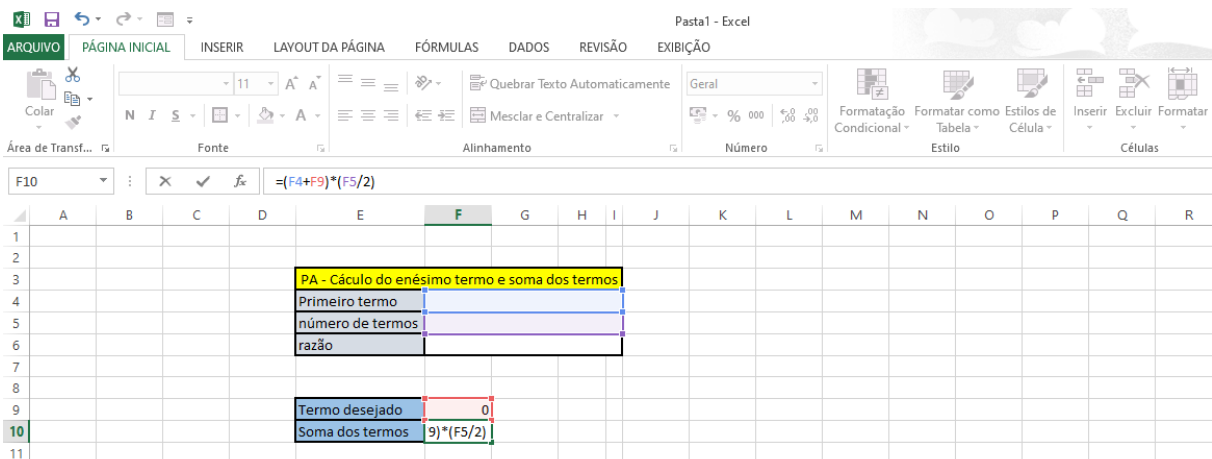 Pasta1 - Excel
ARQUIVO PÁGINA INICIAL INSERIR LAYOUT DA PÁGINA FÓRMULAS DADOS REVISÃO EXIBIÇÃO
11 A A Quebrar Texto Automaticamente Geral
Colar N I S A Mesclar e Centralizar % 000 Formatação Condicional Formatar como Tabela Estilos de Célula Inserir Excluir Formatar
Área de Transf... Fonte Alinhamento Número Estilo Células
F10 fx =(F4+F9)*(F5/2)
A B C D E F G H I J K L M N O P Q R
1
2
3 PA - Cáculo do enésimo termo e soma dos termos
4 Primeiro termo
5 número de termos
6 razão
7
8
9 Termo desejado 0
10 Soma dos termos 9)*(F5/2)
11